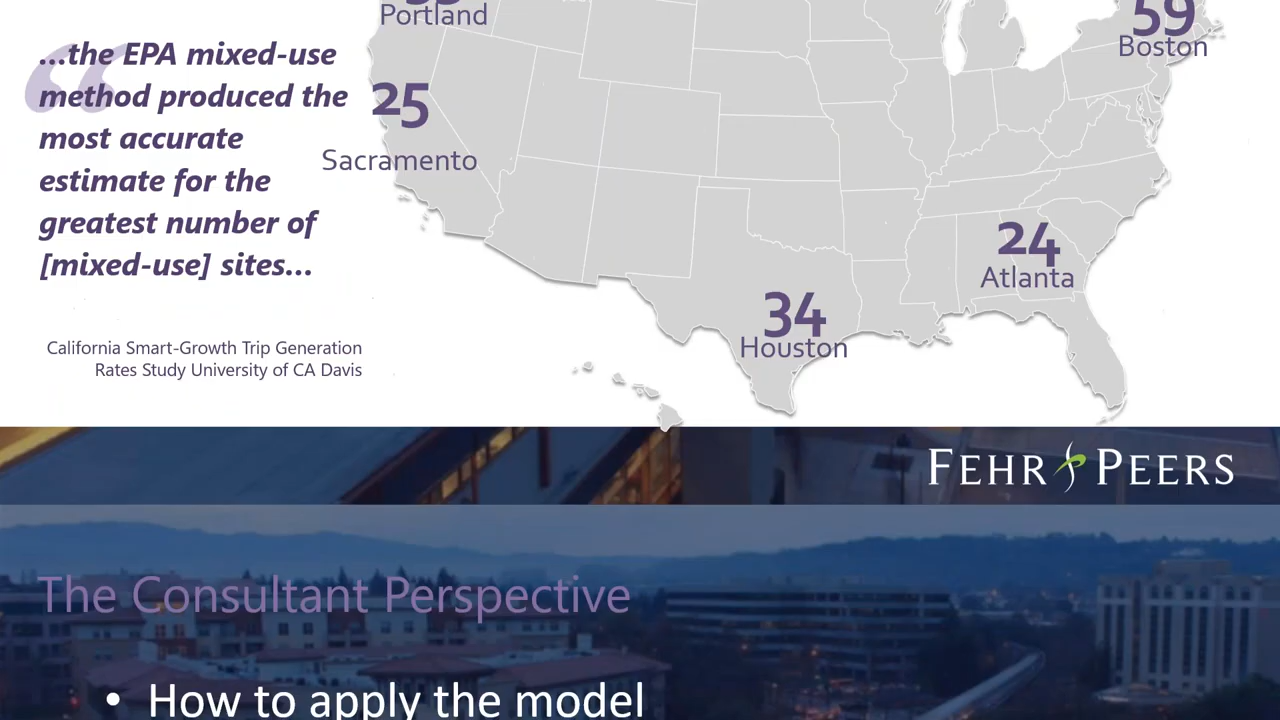 Portland
59
Boston
“
...the EPA mixed-use
method produced the
most accurate
estimate for the
greatest number of
[mixed-use] sites...
25
Sacramento
24
Atlanta
34
Houston
California Smart-Growth Trip Generation
Rates Study University of CA Davis
FEHR PEERS
The Consultant Perspective
• How to apply the model